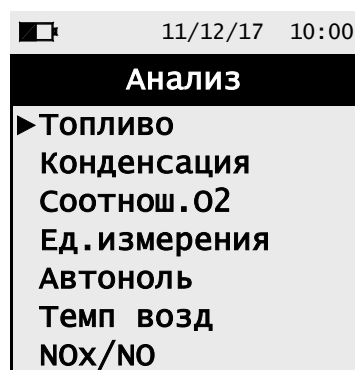 11/12/17 10:00
Анализ
▶Топливо
Конденсация
Соотнош.O2
Ед.измерения
Автоноль
Темп возд
NOx/NO